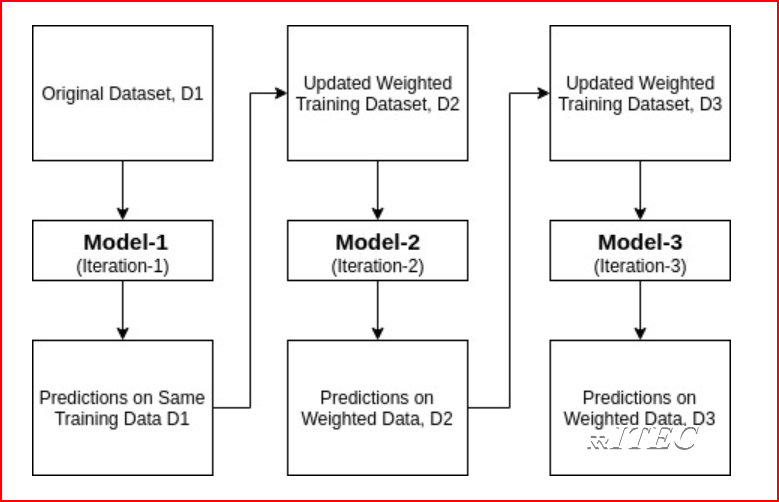 Original Dataset, D1
Model-1
(Iteration-1)
Predictions on Same
Training Data D1
Updated Weighted
Training Dataset, D2
Model-2
(Iteration-2)
Predictions on
Weighted Data, D2
Updated Weighted
Training Dataset, D3
Model-3
(Iteration-3)
Predictions on
Weighted Data, D3
ITEC